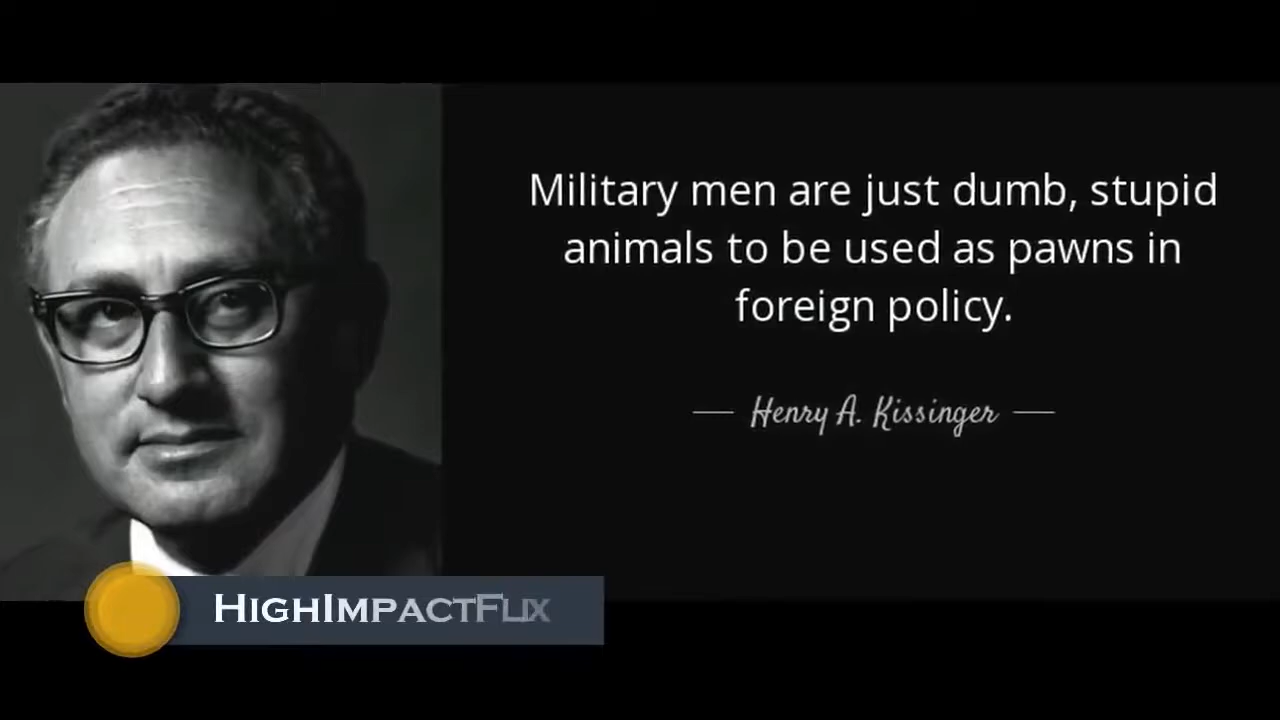 Military men are just dumb, stupid
animals to be used as pawns in
foreign policy.
Henry A. Kissinger
HIGHIMPACTFLIX